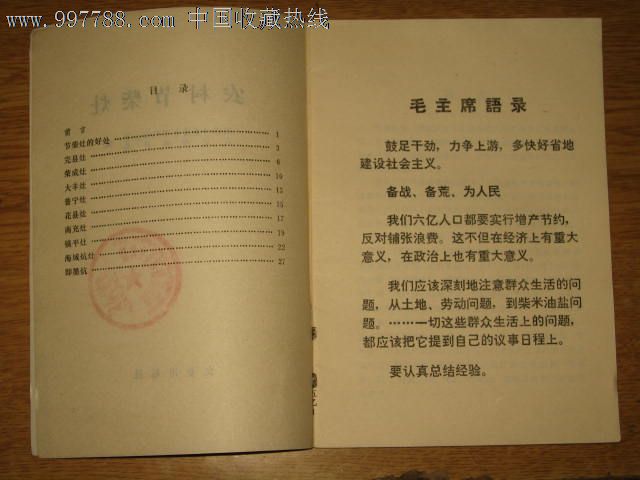 www.997788.com 中国收藏热线
目录
前言 1
节柴灶的好处 3
完县灶 6
荣成灶 10
大丰灶 13
普宁灶 15
花县灶 17
南充灶 19
镇平灶 22
海城炕灶
即墨炕 27
毛主席語录
鼓足干劲，力争上游，多快好省地
建设社会主义。
备战、备荒、为人民
我们六亿人口都要实行增产节约，
反对铺张浪费。这不但在经济上有重大
意义，在政治上也有重大意义。
我们应该深刻地注意群众生活的问
题，从土地、劳动问题，到柴米油盐问
题。……一切这些群众生活上的问题，
都应该把它提到自己的议事日程上。
要认真总结经验。